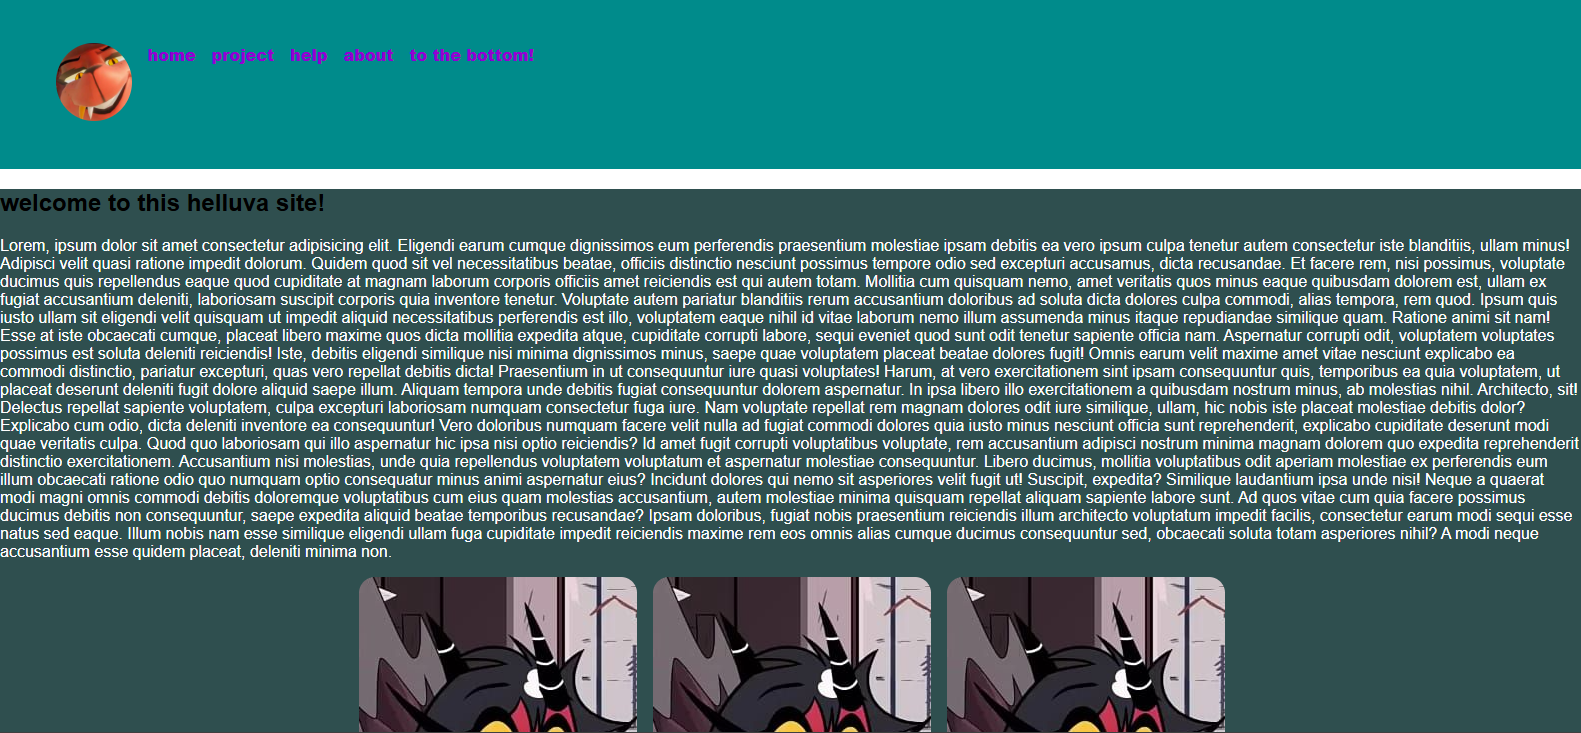 home project help about to the bottom!
welcome to this helluva site!
Lorem, ipsum dolor sit amet consectetur adipisicing elit. Eligendi earum cumque dignissimos eum perferendis praesentium molestiae ipsam debitis ea vero ipsum culpa tenetur autem consectetur iste blanditiis, ullam minus!
Adipisci velit quasi ratione impedit dolorum. Quidem quod sit vel necessitatibus beatae, officiis distinctio nesciunt possimus tempore odio sed excepturi accusamus, dicta recusandae. Et facere rem, nisi possimus, voluptate
ducimus quis repellendus eaque quod cupiditate at magnam laborum corporis officiis amet reiciendis est qui autem totam. Mollitia cum quisquam nemo, amet veritatis quos minus eaque quibusdam dolorem est, ullam ex
fugiat accusantium deleniti, laboriosam suscipit corporis quia inventore tenetur. Voluptate autem pariatur blanditiis rerum accusantium doloribus ad soluta dicta dolores culpa commodi, alias tempora, rem quod. Ipsum quis
iusto ullam sit eligendi velit quisquam ut impedit aliquid necessitatibus perferendis est illo, voluptatem eaque nihil id vitae laborum nemo illum assumenda minus itaque repudiandae similique quam. Ratione animi sit nam!
Esse at iste obcaecati cumque, placeat libero maxime quos dicta mollitia expedita atque, cupiditate corrupti labore, sequi eveniet quod sunt odit tenetur sapiente officia nam. Aspernatur corrupti odit, voluptatem voluptates
possimus est soluta deleniti reiciendis! Iste, debitis eligendi similique nisi minima dignissimos minus, saepe quae voluptatem placeat beatae dolores fugit! Omnis earum velit maxime amet vitae nesciunt explicabo ea
commodi distinctio, pariatur excepturi, quas vero repellat debitis dicta! Praesentium in ut consequuntur iure quasi voluptates! Harum, at vero exercitationem sint ipsam consequuntur quis, temporibus ea quia voluptatem, ut
placeat deserunt deleniti fugit dolore aliquid saepe illum. Aliquam tempora unde debitis fugiat consequuntur dolorem aspernatur. In ipsa libero illo exercitationem a quibusdam nostrum minus, ab molestias nihil. Architecto, sit!
Delectus repellat sapiente voluptatem, culpa excepturi laboriosam numquam consectetur fuga iure. Nam voluptate repellat rem magnam dolores odit iure similique, ullam, hic nobis iste placeat molestiae debitis dolor?
Explicabo cum odio, dicta deleniti inventore ea consequuntur! Vero doloribus numquam facere velit nulla ad fugiat commodi dolores quia iusto minus nesciunt officia sunt reprehenderit, explicabo cupiditate deserunt modi
quae veritatis culpa. Quod quo laboriosam qui illo aspernatur hic ipsa nisi optio reiciendis? Id amet fugit corrupti voluptatibus voluptate, rem accusantium adipisci nostrum minima magnam dolorem quo expedita reprehenderit
distinctio exercitationem. Accusantium nisi molestias, unde quia repellendus voluptatem voluptatum et aspernatur molestiae consequuntur. Libero ducimus, mollitia voluptatibus odit aperiam molestiae ex perferendis eum
illum obcaecati ratione odio quo numquam optio consequatur minus animi aspernatur eius? Incidunt dolores qui nemo sit asperiores velit fugit ut! Suscipit, expedita? Similique laudantium ipsa unde nisi! Neque a quaerat
modi magni omnis commodi debitis doloremque voluptatibus cum eius quam molestias accusantium, autem molestiae minima quisquam repellat aliquam sapiente labore sunt. Ad quos vitae cum quia facere possimus
ducimus debitis non consequuntur, saepe expedita aliquid beatae temporibus recusandae? Ipsam doloribus, fugiat nobis praesentium reiciendis illum architecto voluptatum impedit facilis, consectetur earum modi sequi esse
natus sed eaque. Illum nobis nam esse similique eligendi ullam fuga cupiditate impedit reiciendis maxime rem eos omnis alias cumque ducimus consequuntur sed, obcaecati soluta totam asperiores nihil? A modi neque
accusantium esse quidem placeat, deleniti minima non.